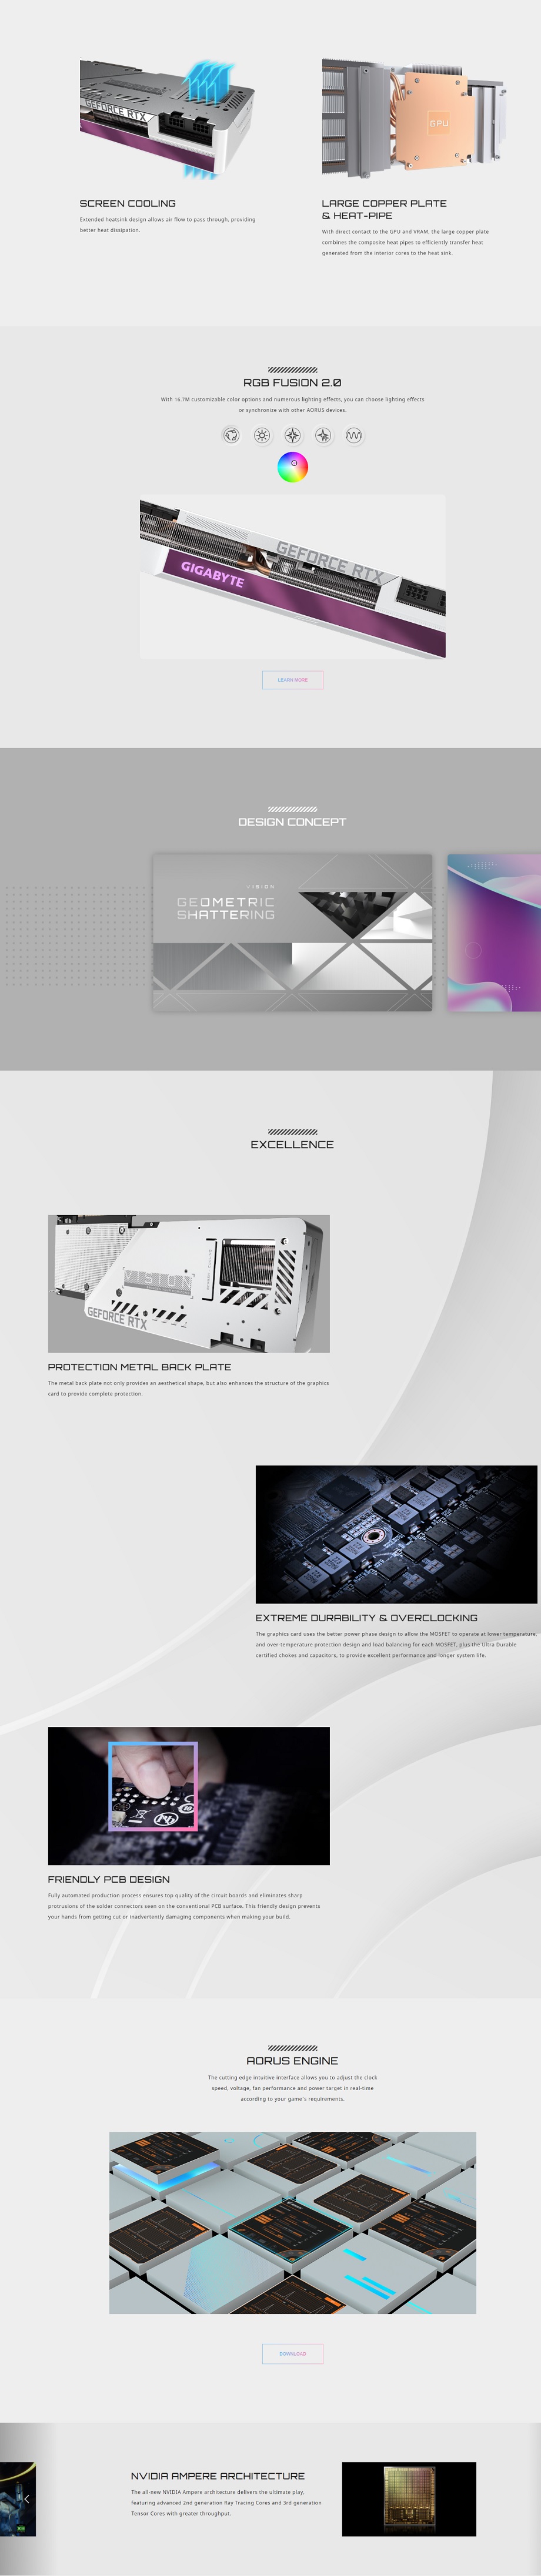 GEFORCE RTX
GPU
SCREEN COOLING
Extended heatsink design allows air flow to pass through, providing
better heat dissipation.
LARGE COPPER PLATE
& HEAT-PIPE
With direct contact to the GPU and VRAM, the large copper plate
combines the composite heat pipes to efficiently transfer heat
generated from the interior cores to the heat sink.
RGB FUSION 2.0
With 16.7M customizable color options and numerous lighting effects, you can choose lighting effects
or synchronize with other AORUS devices.
GEFORCE RTX
GIGABYTE
LEARN MORE
DESIGN CONCEPT
VISION
GEOMETRIC
SHATTERING
EXCELLENCE
VISION
GEFORCE RTX
PROTECTION METAL BACK PLATE
The metal back plate not only provides an aesthetical shape, but also enhances the structure of the graphics
card to provide complete protection.
EXTREME DURABILITY & OVERCLOCKING
The graphics card uses the better power phase design to allow the MOSFET to operate at lower temperature,
and over-temperature protection design and load balancing for each MOSFET, plus the Ultra Durable
certified chokes and capacitors, to provide excellent performance and longer system life.
FRIENDLY PCB DESIGN
Fully automated production process ensures top quality of the circuit boards and eliminates sharp
protrusions of the solder connectors seen on the conventional PCB surface. This friendly design prevents
your hands from getting cut or inadvertently damaging components when making your build.
AORUS ENGINE
The cutting edge intuitive interface allows you to adjust the clock
speed, voltage, fan performance and power target in real-time
according to your game's requirements.
DOWNLOAD
NVIDIA AMPERE ARCHITECTURE
The all-new NVIDIA Ampere architecture delivers the ultimate play,
featuring advanced 2nd generation Ray Tracing Cores and 3rd generation
Tensor Cores with greater throughput.